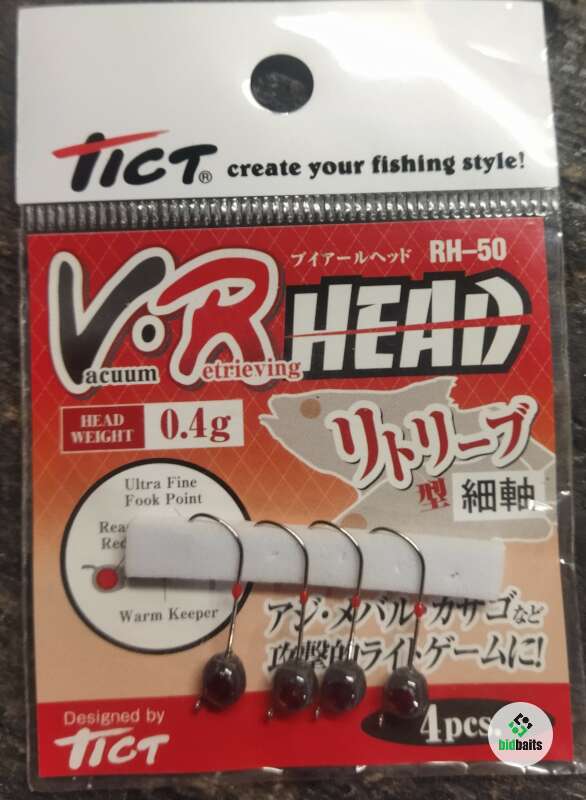 TICT® create your fishing style!
ブイアールヘッド RH-50
V・R HEAD
Vacuum Retrieving
HEAD WEIGHT 0.4g
リトリーブ
型 細軸
Ultra Fine
Fook Point
Warm Keeper
アジ・メバル・カサゴなど
攻撃的ライトゲームに!
Designed by
TICT
4pcs.
bidbaits